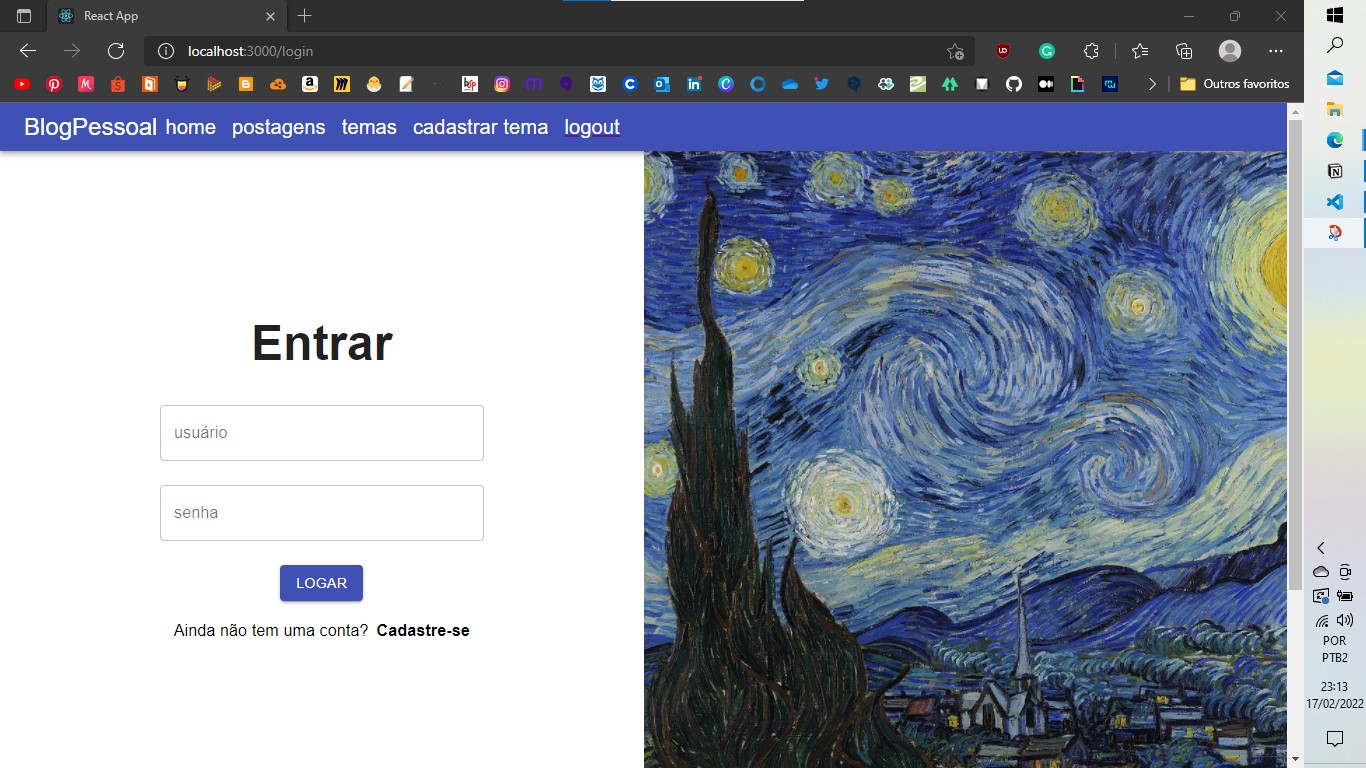 React App
localhost:3000/login
Outros favoritos
BlogPessoal home postagens temas cadastrar tema logout
Entrar
usuário
senha
LOGAR
Ainda não tem uma conta? Cadastre-se
POR
PTB2
23:13
17/02/2022